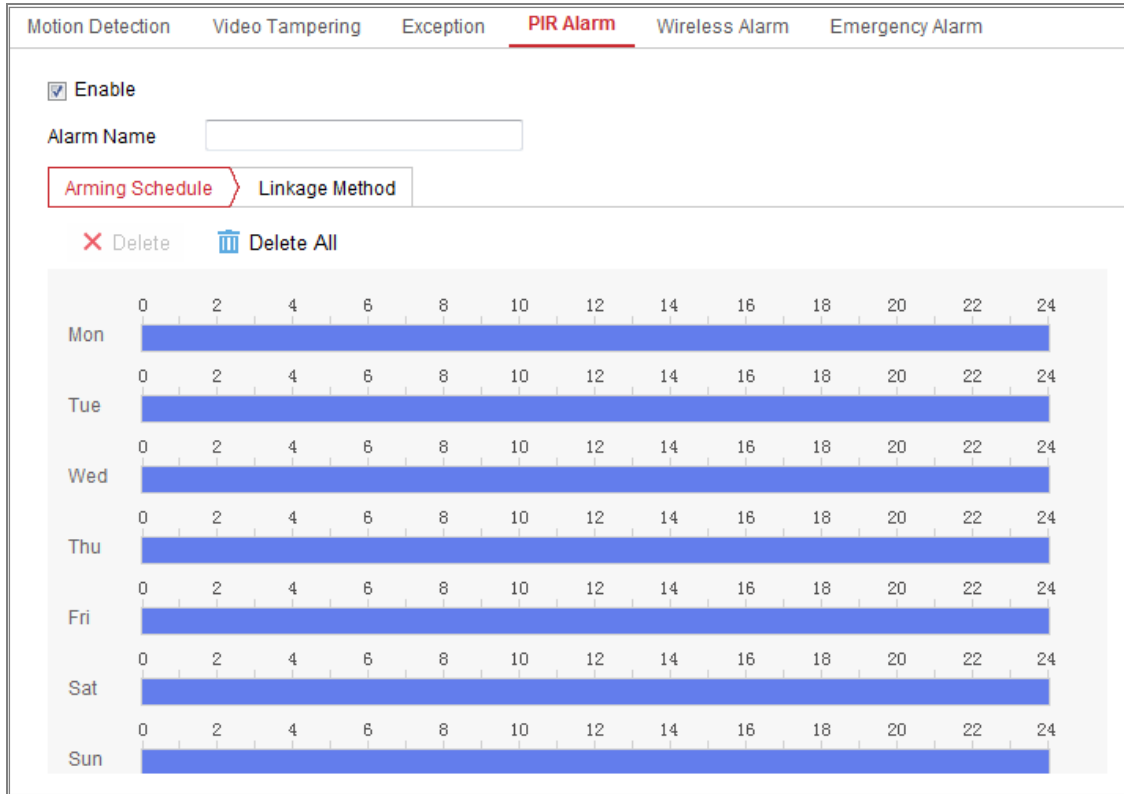 Motion Detection Video Tampering Exception PIR Alarm Wireless Alarm Emergency Alarm
Enable
Alarm Name
Arming Schedule Linkage Method
Delete Delete All
0 2 4 6 8 10 12 14 16 18 20 22 24
Mon
0 2 4 6 8 10 12 14 16 18 20 22 24
Tue
0 2 4 6 8 10 12 14 16 18 20 22 24
Wed
0 2 4 6 8 10 12 14 16 18 20 22 24
Thu
0 2 4 6 8 10 12 14 16 18 20 22 24
Fri
0 2 4 6 8 10 12 14 16 18 20 22 24
Sat
0 2 4 6 8 10 12 14 16 18 20 22 24
Sun